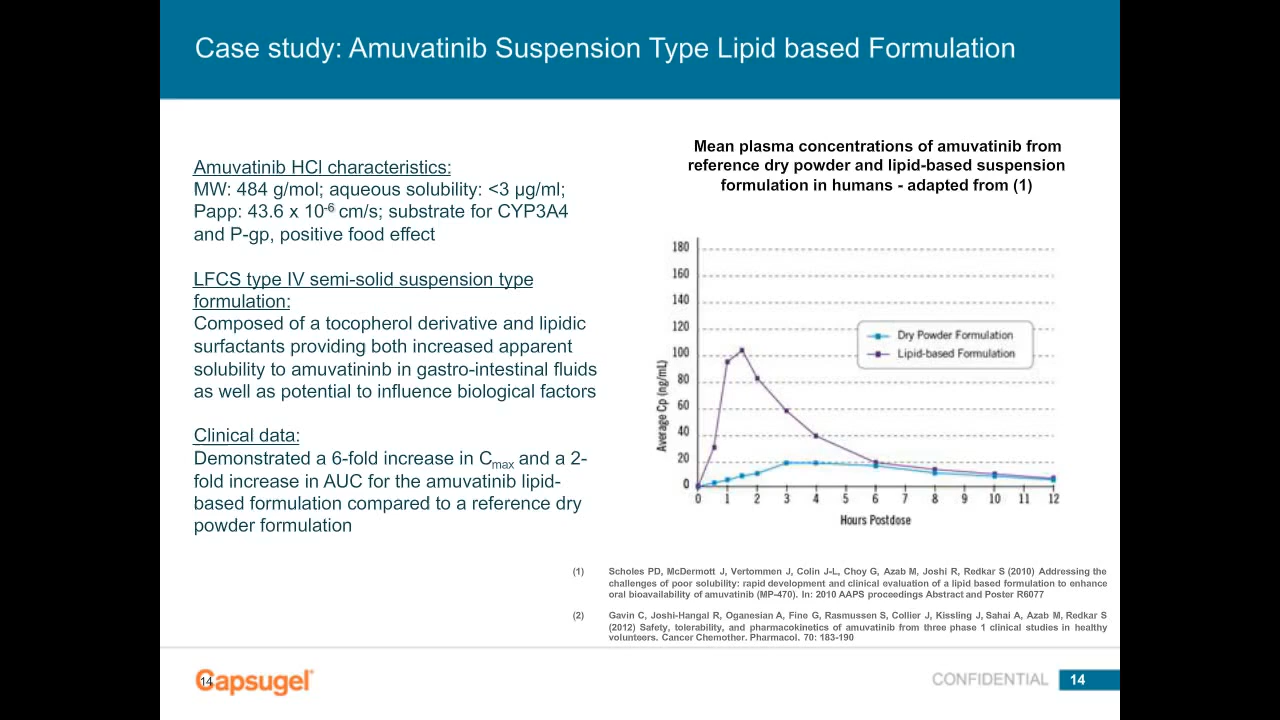 Case study: Amuvatinib Suspension Type Lipid based Formulation
Amuvatinib HCl characteristics:
MW: 484 g/mol; aqueous solubility: <3 µg/ml;
Papp: 43.6 x 10-6 cm/s; substrate for CYP3A4
and P-gp, positive food effect
LFCS type IV semi-solid suspension type
formulation:
Composed of a tocopherol derivative and lipidic
surfactants providing both increased apparent
solubility to amuvatininb in gastro-intestinal fluids
as well as potential to influence biological factors
Clinical data:
Demonstrated a 6-fold increase in Cmax and a 2-
fold increase in AUC for the amuvatinib lipid-
based formulation compared to a reference dry
powder formulation
Mean plasma concentrations of amuvatinib from
reference dry powder and lipid-based suspension
formulation in humans - adapted from (1)
Average Cp (ng/mL)
180
160
140
120
100
80
60
40
20
0
Dry Powder Formulation
Lipid-based Formulation
0 1 2 3 4 5 6 7 8 9 10 11 12
Hours Postdose
(1) Scholes PD, McDermott J, Vertommen J, Colin J-L, Choy G, Azab M, Joshi R, Redkar S (2010) Addressing the
challenges of poor solubility: rapid development and clinical evaluation of a lipid based formulation to enhance
oral bioavailability of amuvatinib (MP-470). In: 2010 AAPS proceedings Abstract and Poster R6077
(2) Gavin C, Joshi-Hangal R, Oganesian A, Fine G, Rasmussen S, Collier J, Kissling J, Sahai A, Azab M, Redkar S
(2012) Safety, tolerability, and pharmacokinetics of amuvatinib from three phase 1 clinical studies in healthy
volunteers. Cancer Chemother. Pharmacol. 70: 183-190
14
Capsugel®
CONFIDENTIAL
14